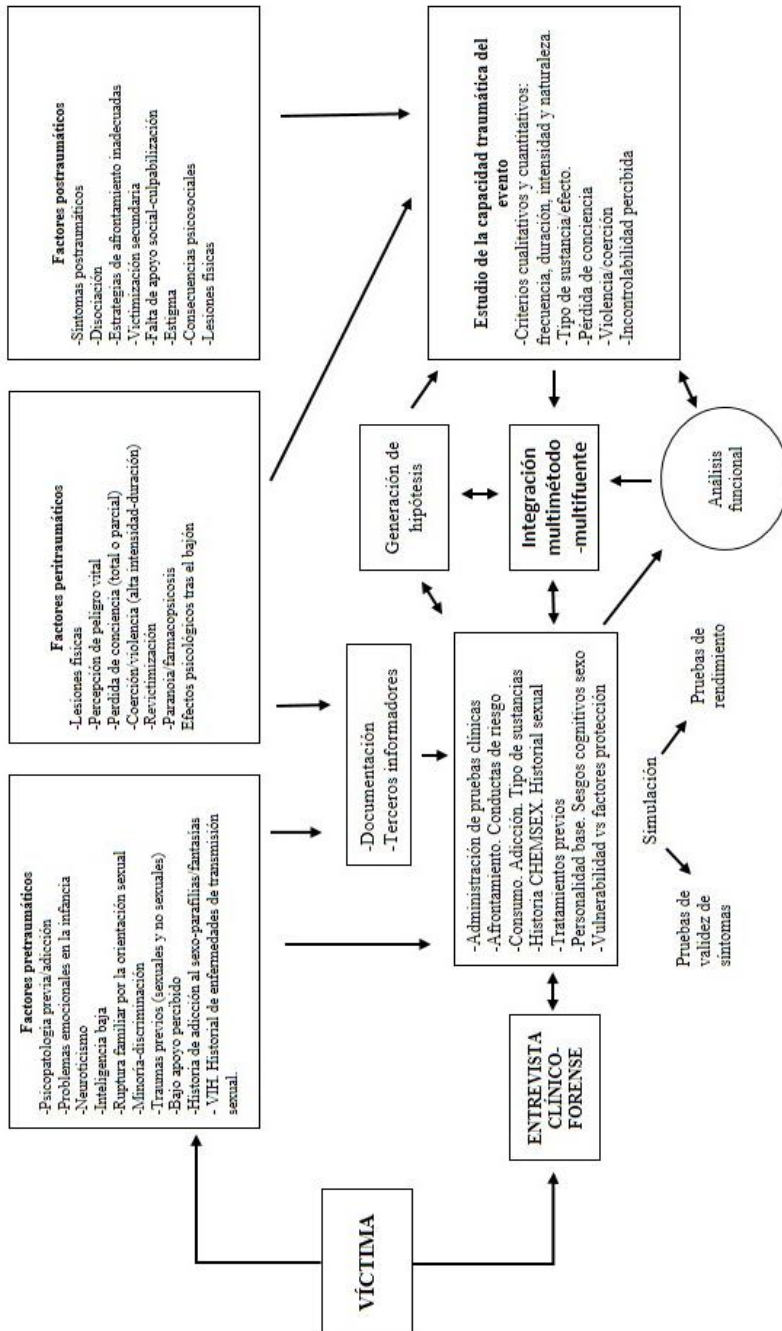 VÍCTIMA
Factores pretraumáticos
-Psicopatología previa/adicción
-Problemas emocionales en la infancia
-Neuroticismo
-Inteligencia baja
-Ruptura familiar por la orientación sexual
-Minoría-discriminación
-Traumas previos (sexuales y no sexuales)
-Bajo apoyo percibido
-Historia de adicción al sexo-parafilias/fantasías
- VIH. Historial de enfermedades de transmisión
sexual.
Factores peritraumáticos
-Lesiones físicas
-Percepción de peligro vital
-Perdida de conciencia (total o parcial)
-Coerción/violencia (alta intensidad-duración)
-Revictimización
-Paranoia/farmacopsicosis
Efectos psicológicos tras el bajón
Factores postraumáticos
-Síntomas postraumáticos
-Disociación
-Estrategias de afrontamiento inadecuadas
-Victimización secundaria
-Falta de apoyo social-culpabilización
-Estigma
-Consecuencias psicosociales
-Lesiones físicas
-Documentación
-Terceros informadores
ENTREVISTA
CLÍNICO-
FORENSE
-Administración de pruebas clínicas
-Afrontamiento. Conductas de riesgo
-Consumo. Adicción. Tipo de sustancias
-Historia CHEMSEX. Historial sexual
-Tratamientos previos
-Personalidad base. Sesgos cognitivos sexo
-Vulnerabilidad vs factores protección
Generación de
hipótesis
Integración
multimétodo
-multifuente
Análisis
funcional
Estudio de la capacidad traumática del
evento
-Criterios cualitativos y cuantitativos:
frecuencia, duración, intensidad y naturaleza.
-Tipo de sustancia/efecto.
-Pérdida de conciencia
-Violencia/coerción
-Incontrolabilidad percibida
Simulación
Pruebas de
validez de
síntomas
Pruebas de
rendimiento